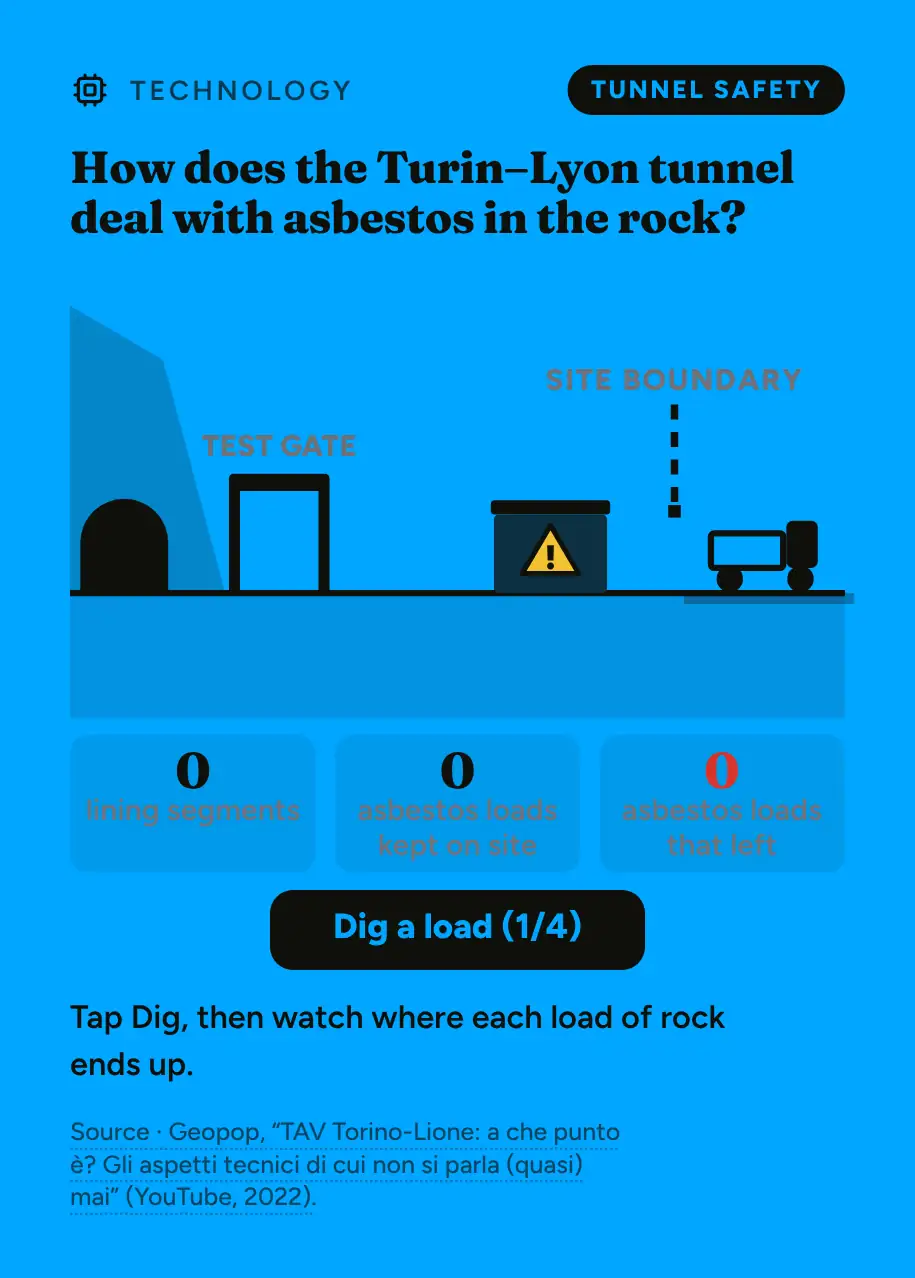 TECHNOLOGY
TUNNEL SAFETY
How does the Turin–Lyon tunnel
deal with asbestos in the rock?
SITE BOUNDARY
TEST GATE
!
0
lining segments
0
asbestos loads
kept on site
0
asbestos loads
that left
Dig a load (1/4)
Tap Dig, then watch where each load of rock
ends up.
Source · Geopop, “TAV Torino-Lione: a che punto
è? Gli aspetti tecnici di cui non si parla (quasi)
mai” (YouTube, 2022).